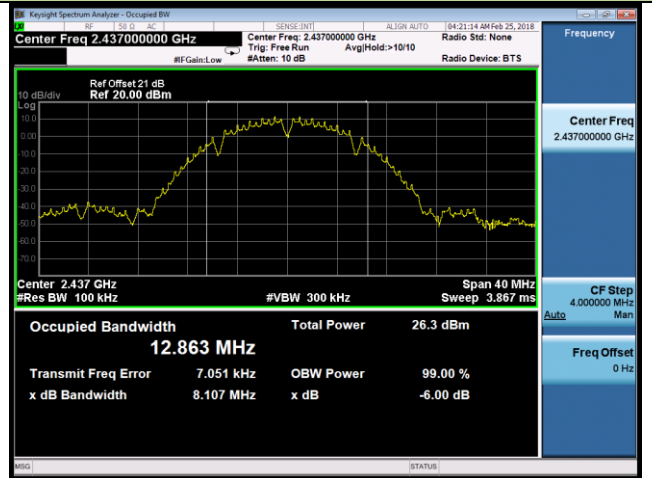 Keysight Spectrum Analyzer - Occupied BW
RF 50 Ω AC SENSE:INT ALIGN AUTO 04:21:14 AM Feb 25, 2018
Center Freq 2.437000000 GHz Center Freq: 2.437000000 GHz Radio Std: None Frequency
Trig: Free Run Avg|Hold:>10/10
#IFGain:Low #Atten: 10 dB Radio Device: BTS
Ref Offset 21 dB
10 dB/div Ref 20.00 dBm
Log
10.0
0.00
-10.0
-20.0
-30.0
-40.0
-50.0
-60.0
-70.0
Center 2.437 GHz Span 40 MHz
#Res BW 100 kHz #VBW 300 kHz Sweep 3.867 ms
Occupied Bandwidth Total Power 26.3 dBm
12.863 MHz
Transmit Freq Error 7.051 kHz OBW Power 99.00 %
x dB Bandwidth 8.107 MHz x dB -6.00 dB
Center Freq
2.437000000 GHz
CF Step
4.000000 MHz
Auto Man
Freq Offset
0 Hz
MSG STATUS